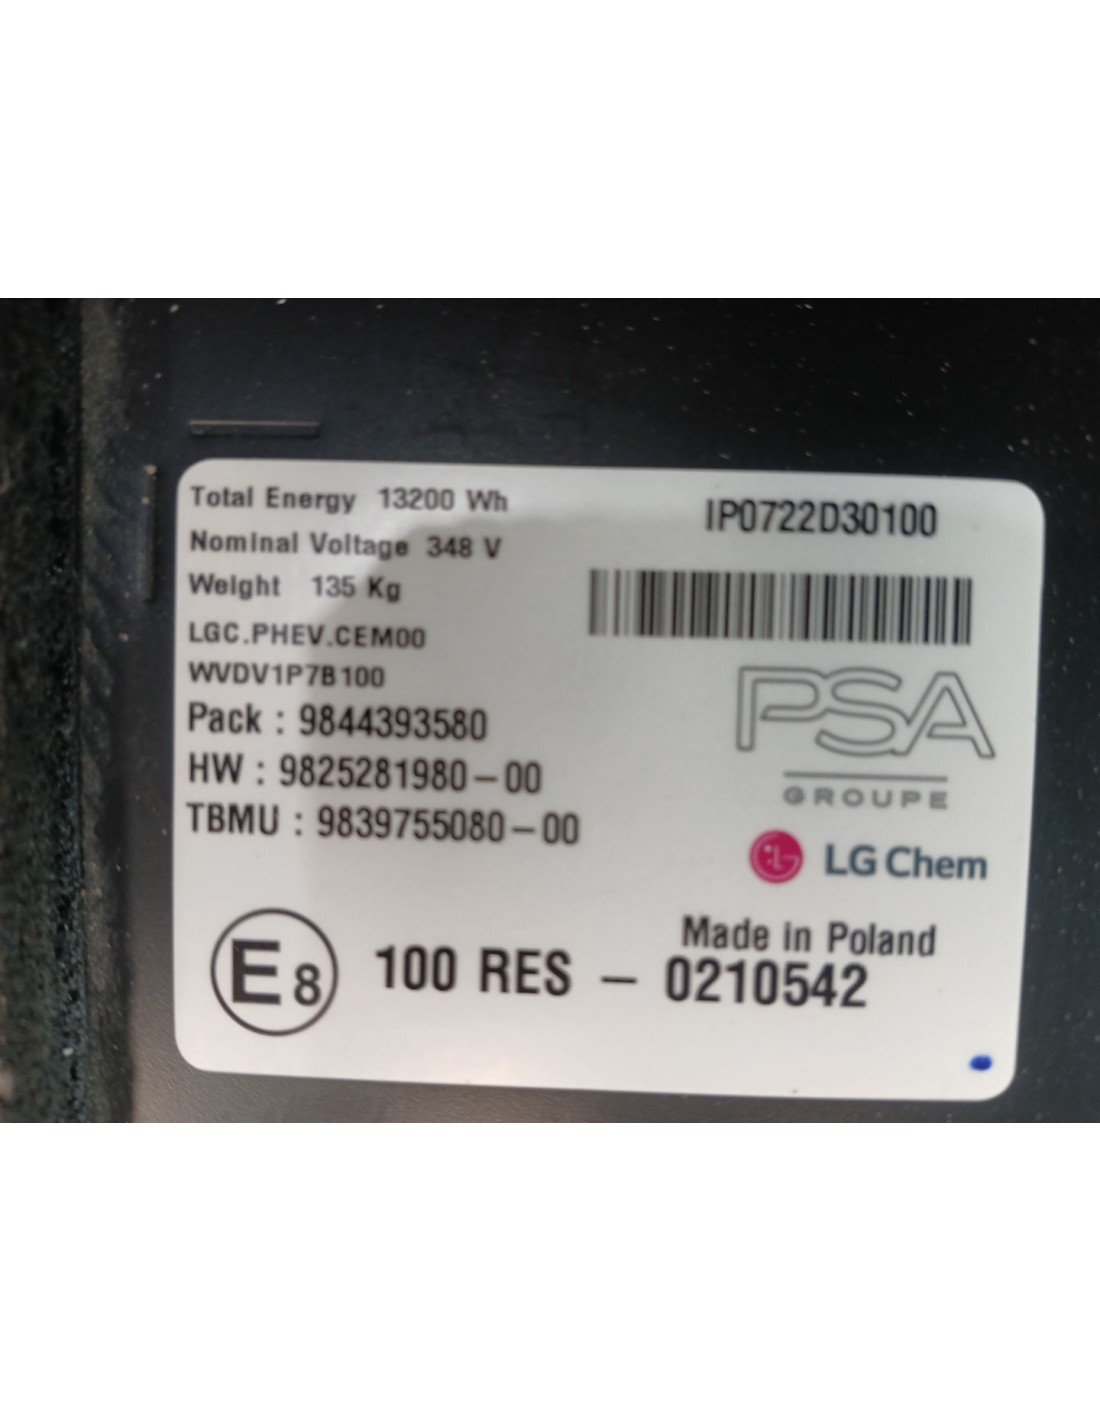 Total Energy 13200 Wh
Nominal Voltage 348 V
Weight 135 Kg
LGC.PHEV.CEM00
WVDV1P7B100
Pack : 9844393580
HW : 9825281980-00
TBMU : 9839755080-00
IP0722D30100
PSA
GROUPE
LG Chem
Made in Poland
E8 100 RES - 0210542